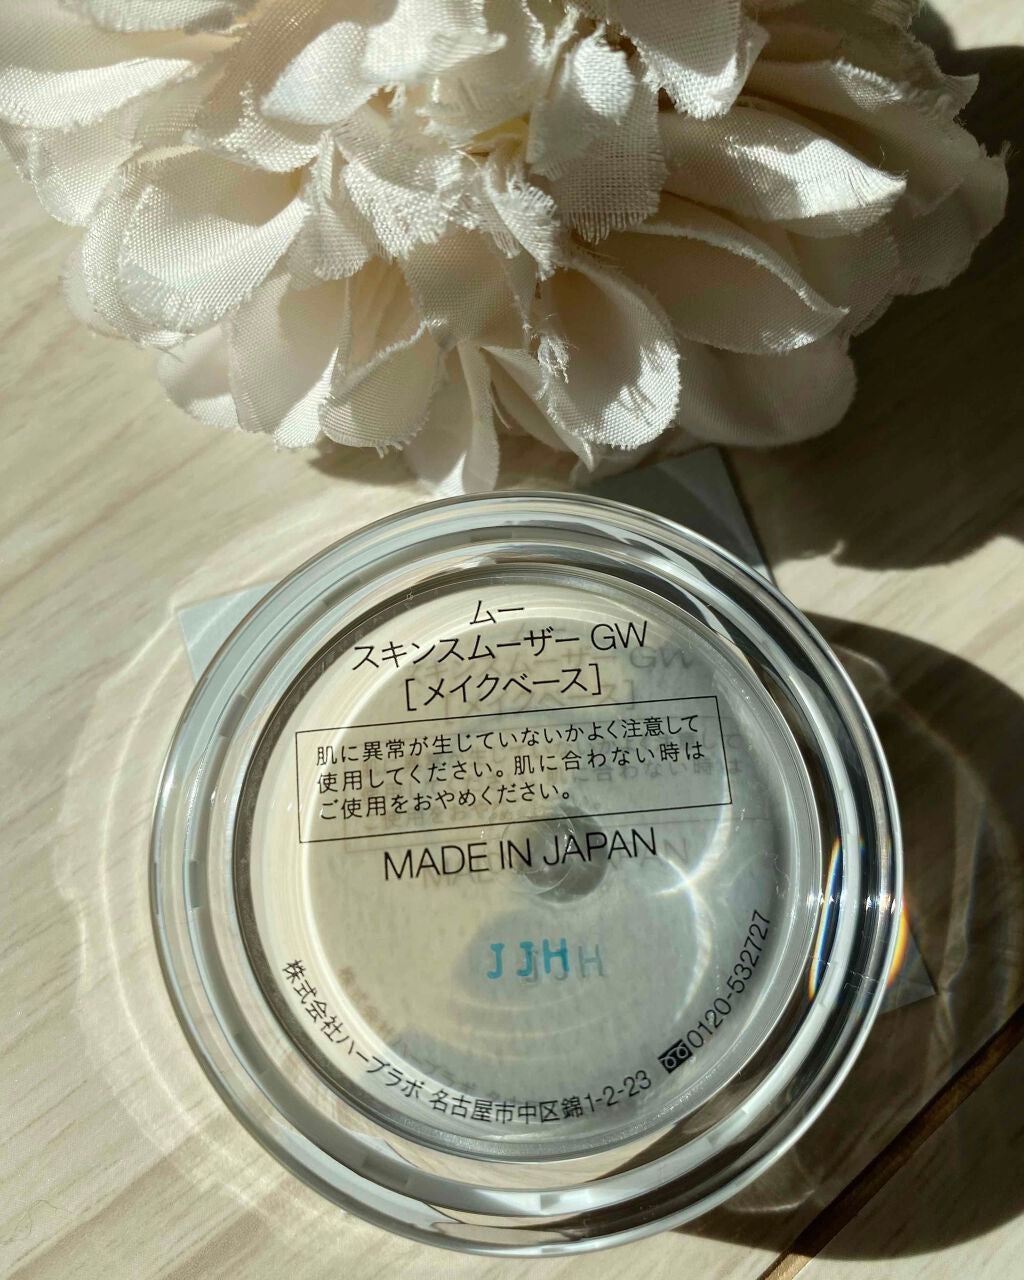 ムー
スキンスムーザー GW
[メイクベース]
肌に異常が生じていないかよく注意して
使用してください。肌に合わない時は
ご使用をおやめください。
MADE IN JAPAN
JJH
株式会社ハーブラボ 名古屋市中区錦1-2-23 0120-532727